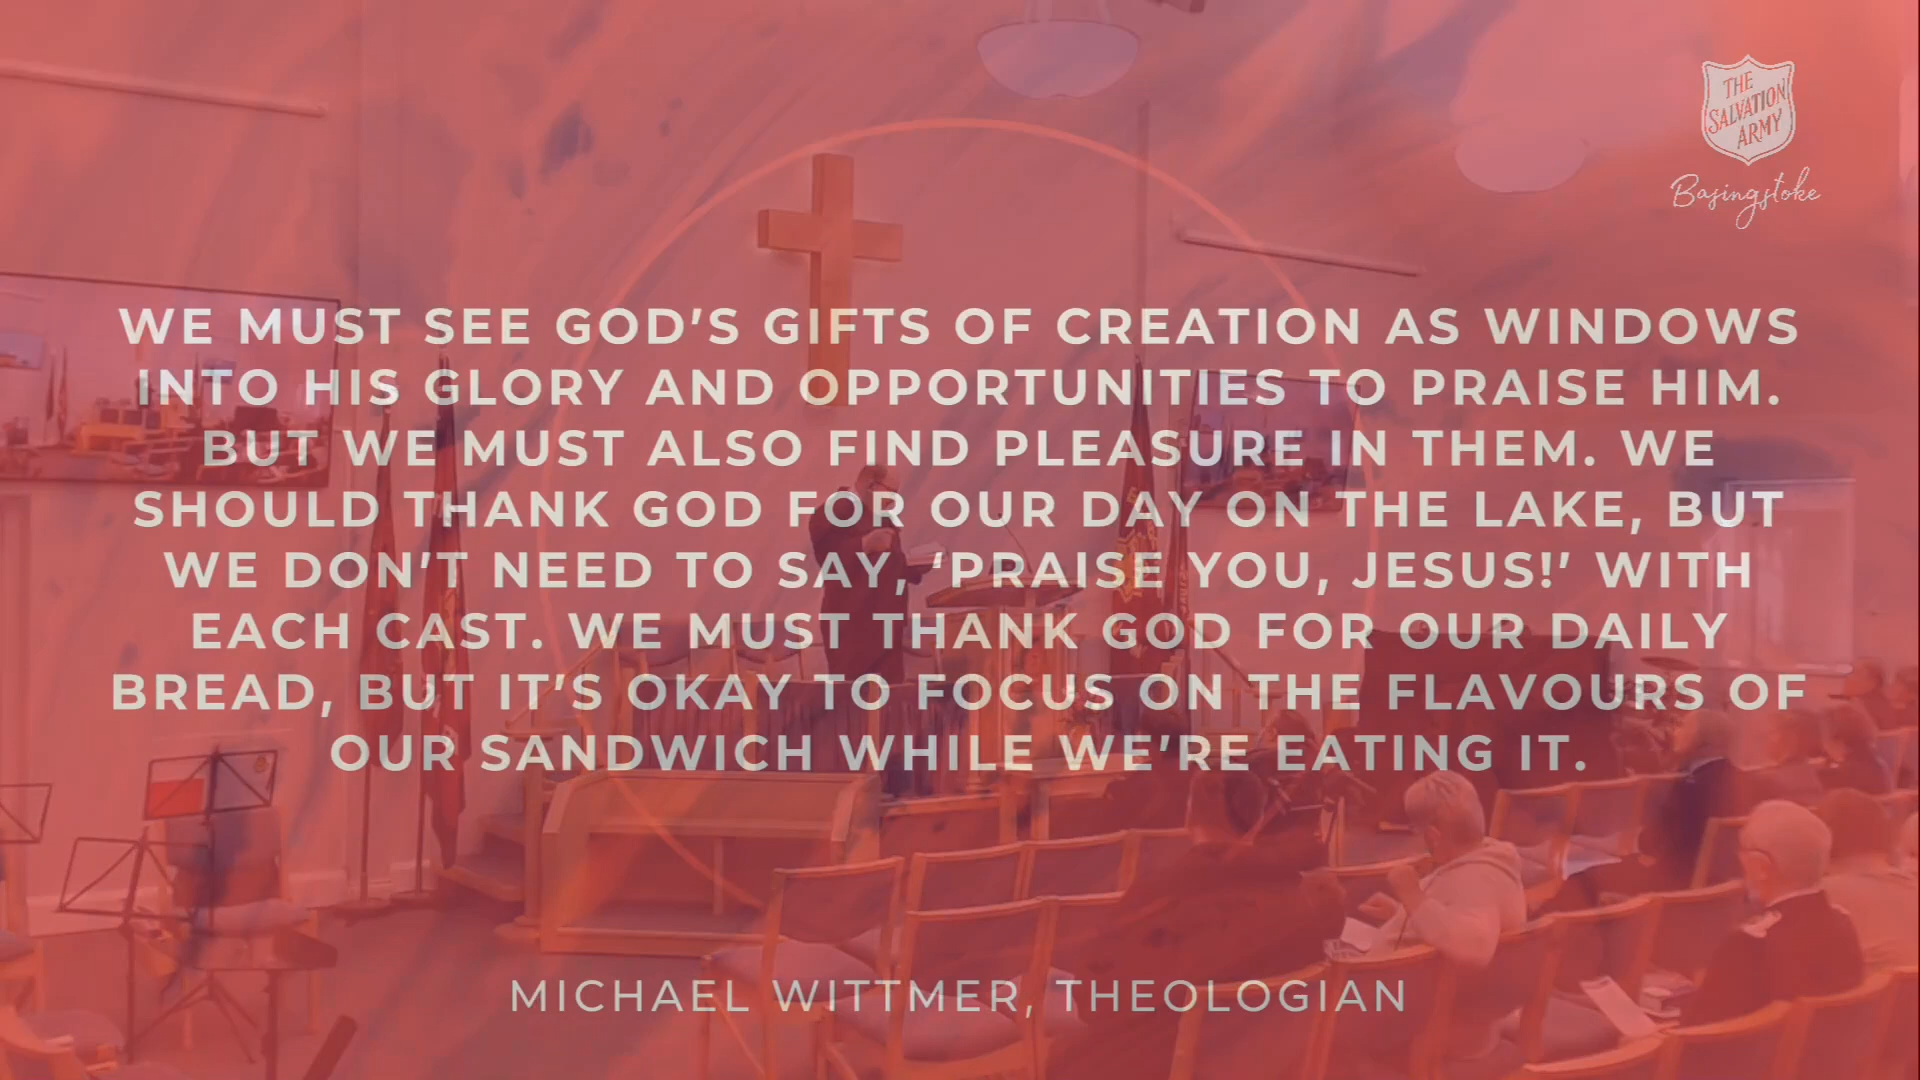 THE
SALVATION
ARMY
Basingstoke
WE MUST SEE GOD'S GIFTS OF CREATION AS WINDOWS
INTO HIS GLORY AND OPPORTUNITIES TO PRAISE HIM.
BUT WE MUST ALSO FIND PLEASURE IN THEM. WE
SHOULD THANK GOD FOR OUR DAY ON THE LAKE, BUT
WE DON'T NEED TO SAY, 'PRAISE YOU, JESUS!' WITH
EACH CAST. WE MUST THANK GOD FOR OUR DAILY
BREAD, BUT IT'S OKAY TO FOCUS ON THE FLAVOURS OF
OUR SANDWICH WHILE WE'RE EATING IT.
MICHAEL WITTMER, THEOLOGIAN